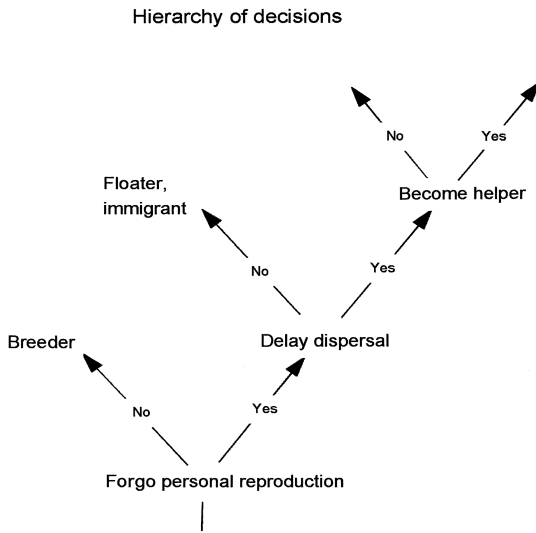 Hierarchy of decisions
No
Yes
Floater,
immigrant
Become helper
No
Yes
Breeder
Delay dispersal
No
Yes
Forgo personal reproduction